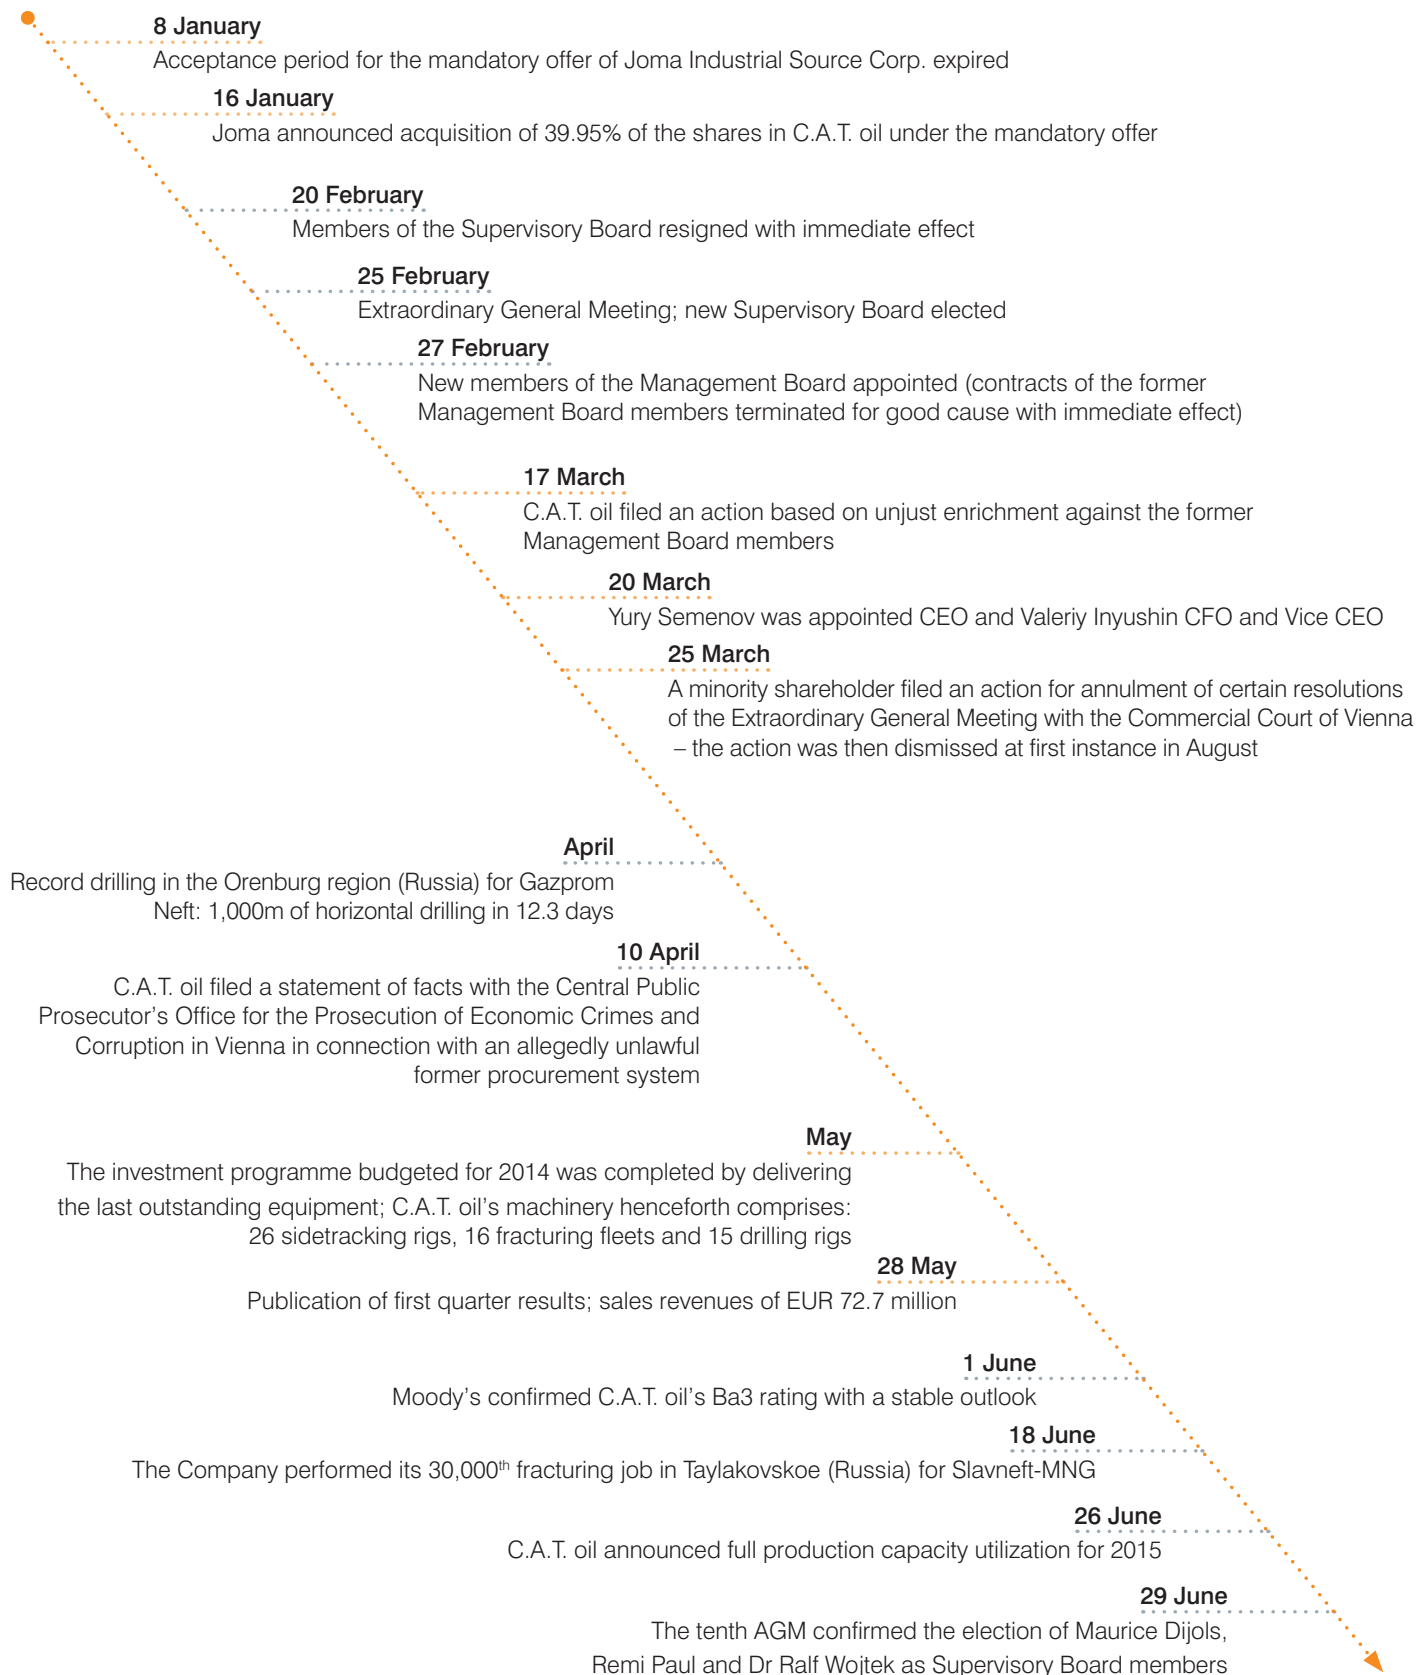 8 January
Acceptance period for the mandatory offer of Joma Industrial Source Corp. expired
16 January
Joma announced acquisition of 39.95% of the shares in C.A.T. oil under the mandatory offer
20 February
Members of the Supervisory Board resigned with immediate effect
25 February
Extraordinary General Meeting; new Supervisory Board elected
27 February
New members of the Management Board appointed (contracts of the former
Management Board members terminated for good cause with immediate effect)
17 March
C.A.T. oil filed an action based on unjust enrichment against the former
Management Board members
20 March
Yury Semenov was appointed CEO and Valeriy Inyushin CFO and Vice CEO
25 March
A minority shareholder filed an action for annulment of certain resolutions
of the Extraordinary General Meeting with the Commercial Court of Vienna
– the action was then dismissed at first instance in August
April
Record drilling in the Orenburg region (Russia) for Gazprom
Neft: 1,000m of horizontal drilling in 12.3 days
10 April
C.A.T. oil filed a statement of facts with the Central Public
Prosecutor’s Office for the Prosecution of Economic Crimes and
Corruption in Vienna in connection with an allegedly unlawful
former procurement system
May
The investment programme budgeted for 2014 was completed by delivering
the last outstanding equipment; C.A.T. oil’s machinery henceforth comprises:
26 sidetracking rigs, 16 fracturing fleets and 15 drilling rigs
28 May
Publication of first quarter results; sales revenues of EUR 72.7 million
1 June
Moody’s confirmed C.A.T. oil’s Ba3 rating with a stable outlook
18 June
The Company performed its 30,000th fracturing job in Taylakovskoe (Russia) for Slavneft-MNG
26 June
C.A.T. oil announced full production capacity utilization for 2015
29 June
The tenth AGM confirmed the election of Maurice Dijols,
Remi Paul and Dr Ralf Wojtek as Supervisory Board members